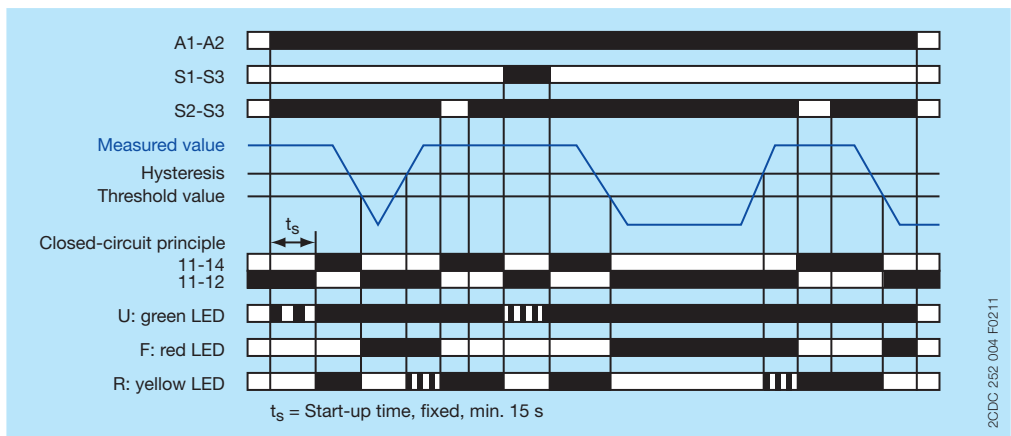 A1-A2
S1-S3
S2-S3
Measured value
Hysteresis
Threshold value
ts
Closed-circuit principle
11-14
11-12
U: green LED
F: red LED
R: yellow LED
ts = Start-up time, fixed, min. 15 s
2CDC 252 004 F0211